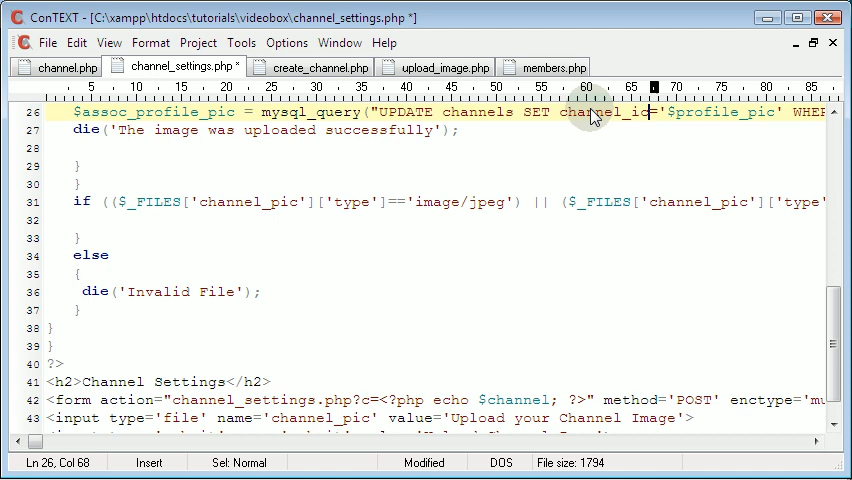 ConTEXT - [C:\xampp\htdocs\tutorials\videobox\channel_settings.php *]
File Edit View Format Project Tools Options Window Help
channel.php channel_settings.php * create_channel.php upload_image.php members.php
5 10 15 20 25 30 35 40 45 50 55 60 65 70 75 80 85
26 $assoc_profile_pic = mysql_query("UPDATE channels SET channel_ic='$profile_pic' WHER
27 die('The image was uploaded successfully');
28
29 }
30 }
31 if (($_FILES['channel_pic']['type']=='image/jpeg') || ($_FILES['channel_pic']['type'
32
33 }
34 else
35 {
36 die('Invalid File');
37 }
38 }
39 }
40 ?>
41 <h2>Channel Settings</h2>
42 <form action="channel_settings.php?c=<?php echo $channel; ?>" method='POST' enctype='mu
43 <input type='file' name='channel_pic' value='Upload your Channel Image'>
Ln 26, Col 68 Insert Sel: Normal Modified DOS File size: 1794